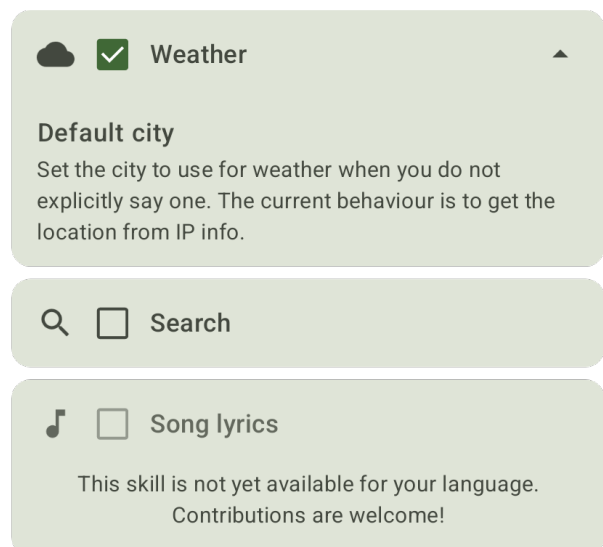 Weather
Default city
Set the city to use for weather when you do not
explicitly say one. The current behaviour is to get the
location from IP info.
Search
Song lyrics
This skill is not yet available for your language.
Contributions are welcome!